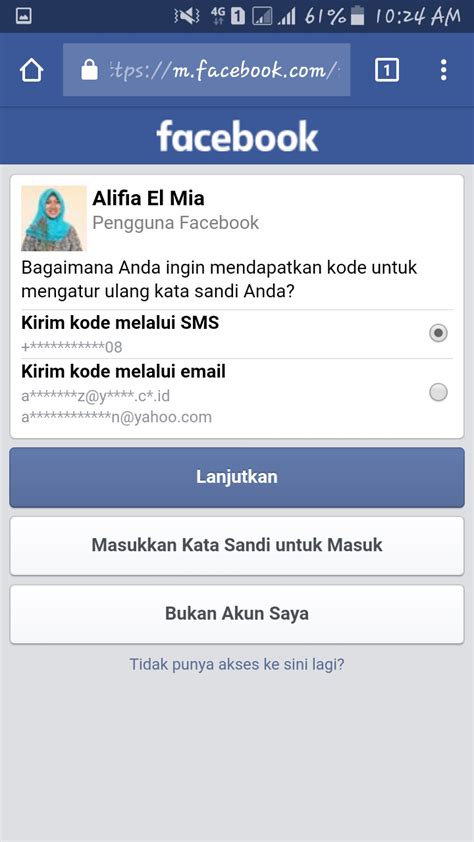 4G 1 61% 10:24 AM
ttps://m.facebook.com/ 1
facebook
Alifia El Mia
Pengguna Facebook
Bagaimana Anda ingin mendapatkan kode untuk
mengatur ulang kata sandi Anda?
Kirim kode melalui SMS
+***********08
Kirim kode melalui email
a*******z@y****.c*.id
a************n@yahoo.com
Lanjutkan
Masukkan Kata Sandi untuk Masuk
Bukan Akun Saya
Tidak punya akses ke sini lagi?